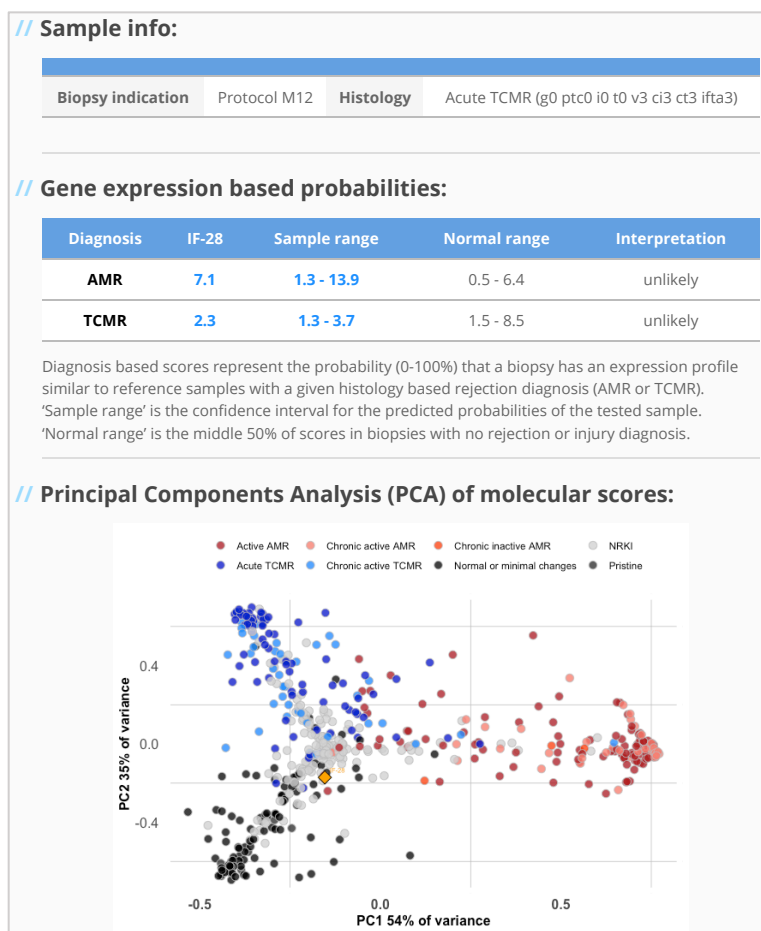 // Sample info:
Biopsy indication Protocol M12 Histology Acute TCMR (g0 ptc0 i0 t0 v3 ci3 ct3 ifta3)
// Gene expression based probabilities:
Diagnosis IF-28 Sample range Normal range Interpretation
AMR 7.1 1.3 - 13.9 0.5 - 6.4 unlikely
TCMR 2.3 1.3 - 3.7 1.5 - 8.5 unlikely
Diagnosis based scores represent the probability (0-100%) that a biopsy has an expression profile
similar to reference samples with a given histology based rejection diagnosis (AMR or TCMR).
‘Sample range’ is the confidence interval for the predicted probabilities of the tested sample.
‘Normal range’ is the middle 50% of scores in biopsies with no rejection or injury diagnosis.
// Principal Components Analysis (PCA) of molecular scores:
Active AMR Chronic active AMR Chronic inactive AMR NRKI
Acute TCMR Chronic active TCMR Normal or minimal changes Pristine
PC2 35% of variance
0.4
0.0
-0.4
-0.5 0.0 0.5
PC1 54% of variance